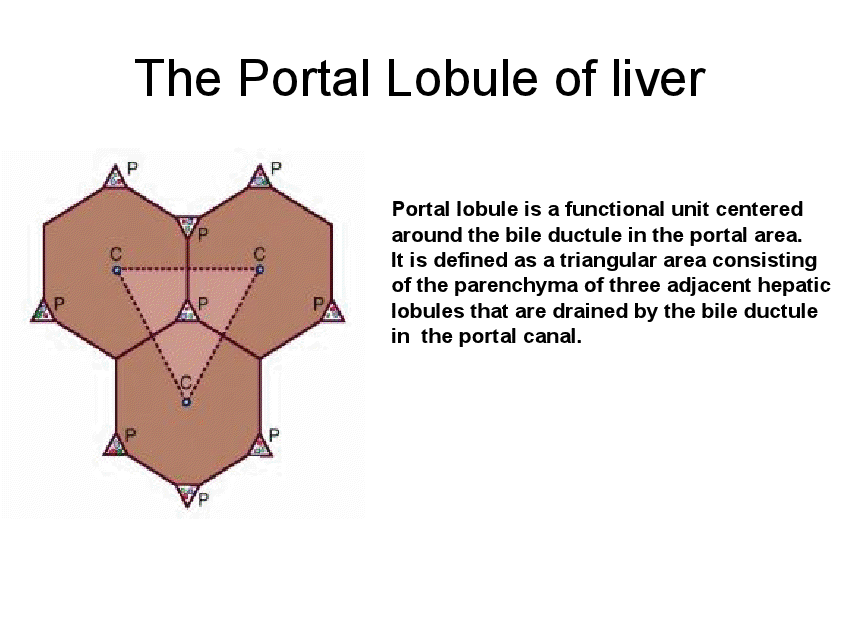 The Portal Lobule of liver
P
P
P
C
C
P
P
P
C
P
P
P
Portal lobule is a functional unit centered
around the bile ductule in the portal area.
It is defined as a triangular area consisting
of the parenchyma of three adjacent hepatic
lobules that are drained by the bile ductule
in  the portal canal.